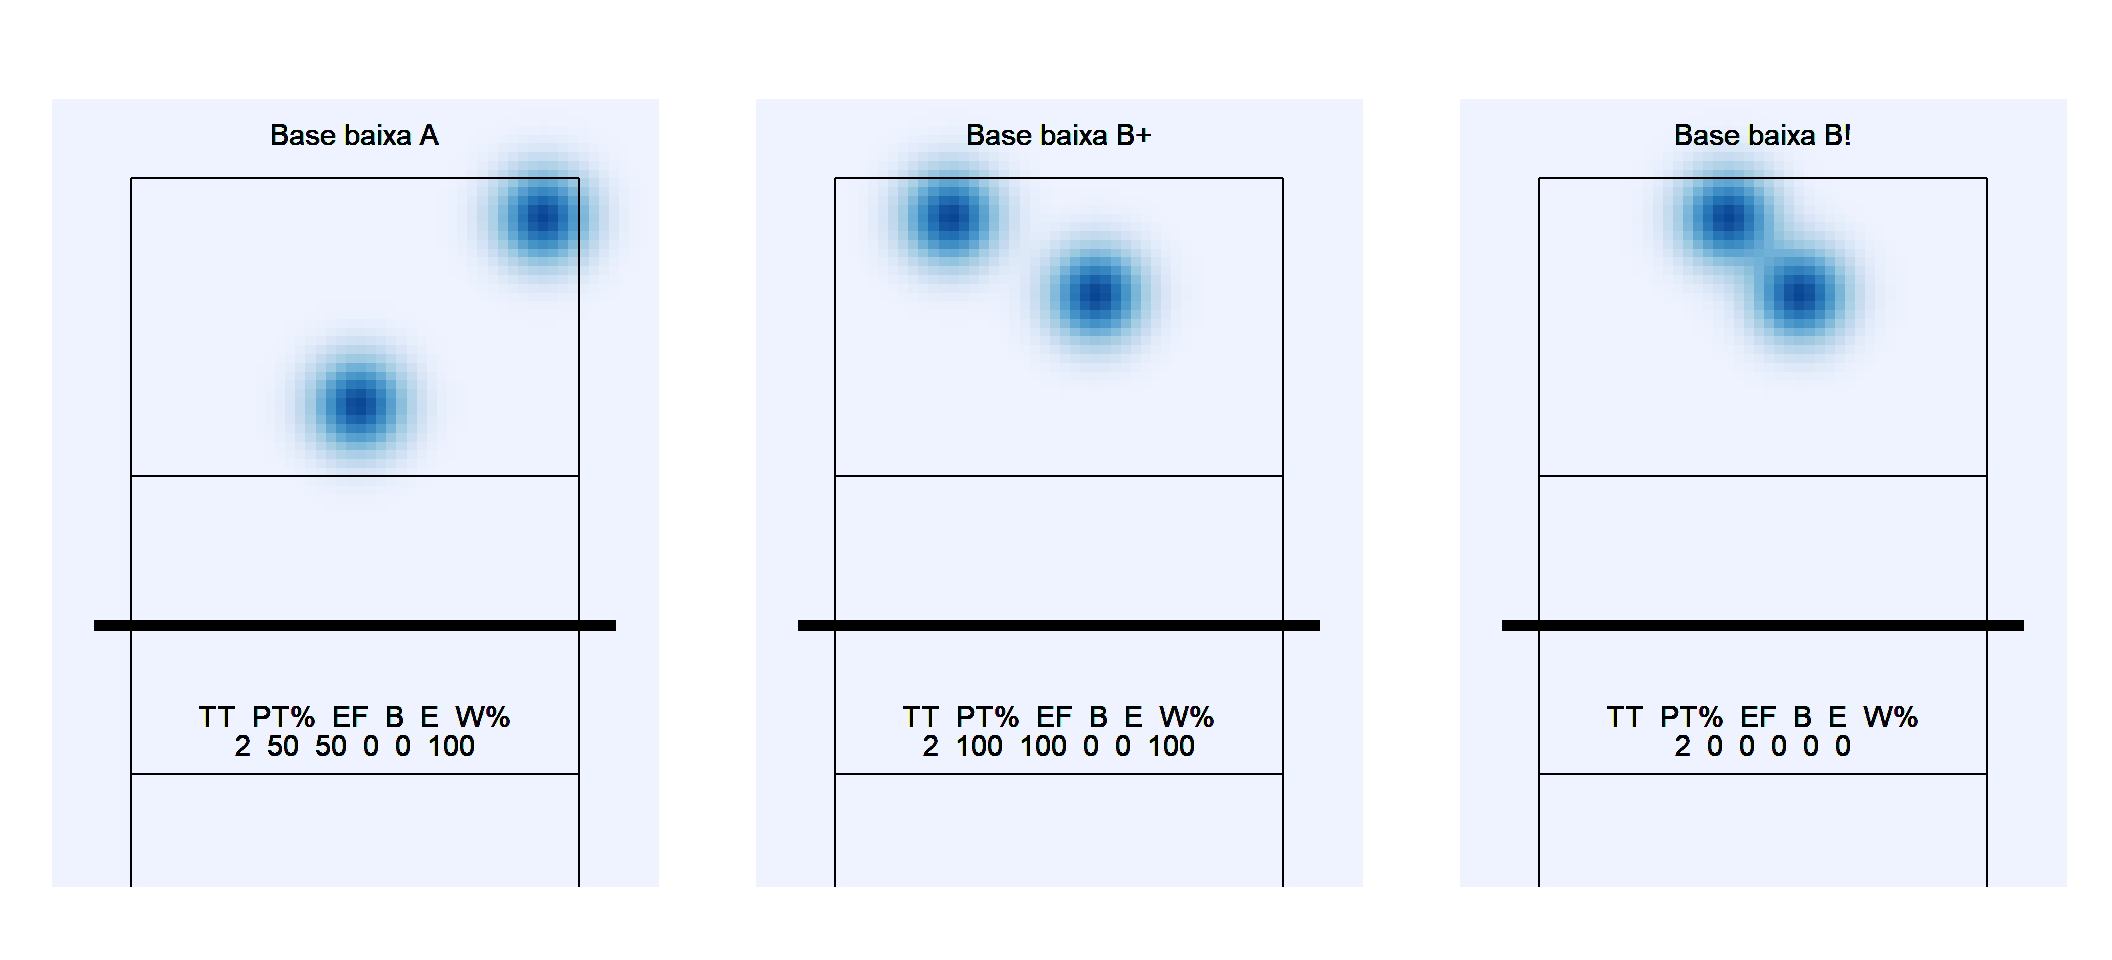 Base baixa A
TT PT% EF B E W%
2 50 50 0 0 100
Base baixa B+
TT PT% EF B E W%
2 100 100 0 0 100
Base baixa B!
TT PT% EF B E W%
2 0 0 0 0 0